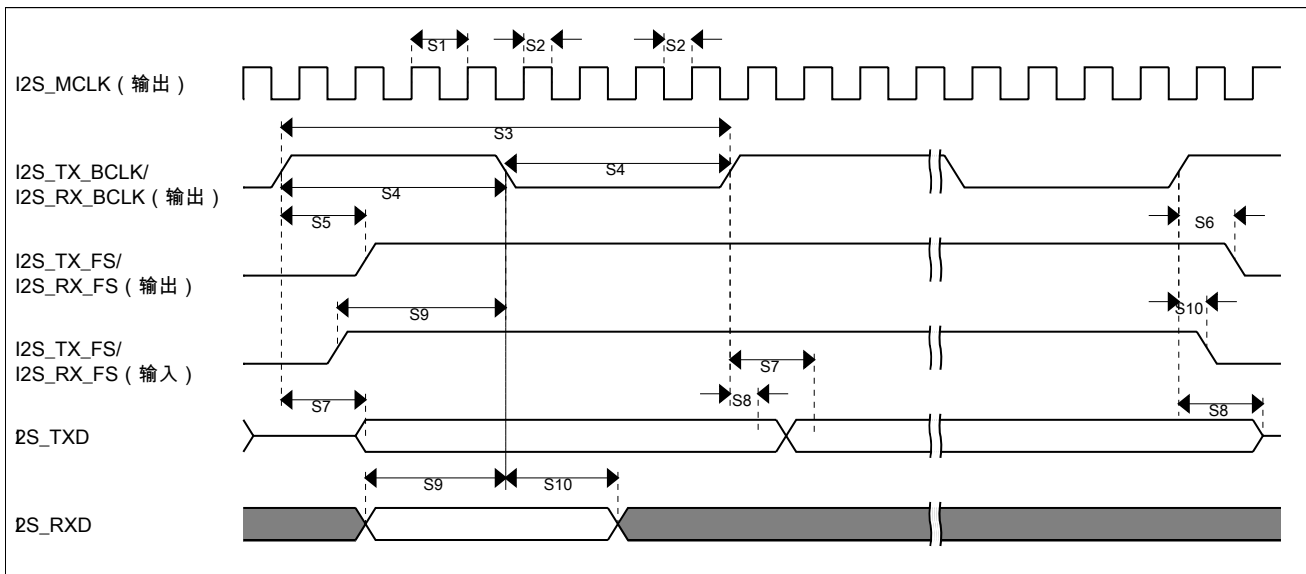 S1
S2
S2
I2S_MCLK ( 输出 )
S3
I2S_TX_BCLK/
I2S_RX_BCLK ( 输出 )
S4
S4
S5
S6
I2S_TX_FS/
I2S_RX_FS ( 输出 )
S9
S10
I2S_TX_FS/
I2S_RX_FS ( 输入 )
S7
S8
S7
S8
I2S_TXD
S9
S10
I2S_RXD